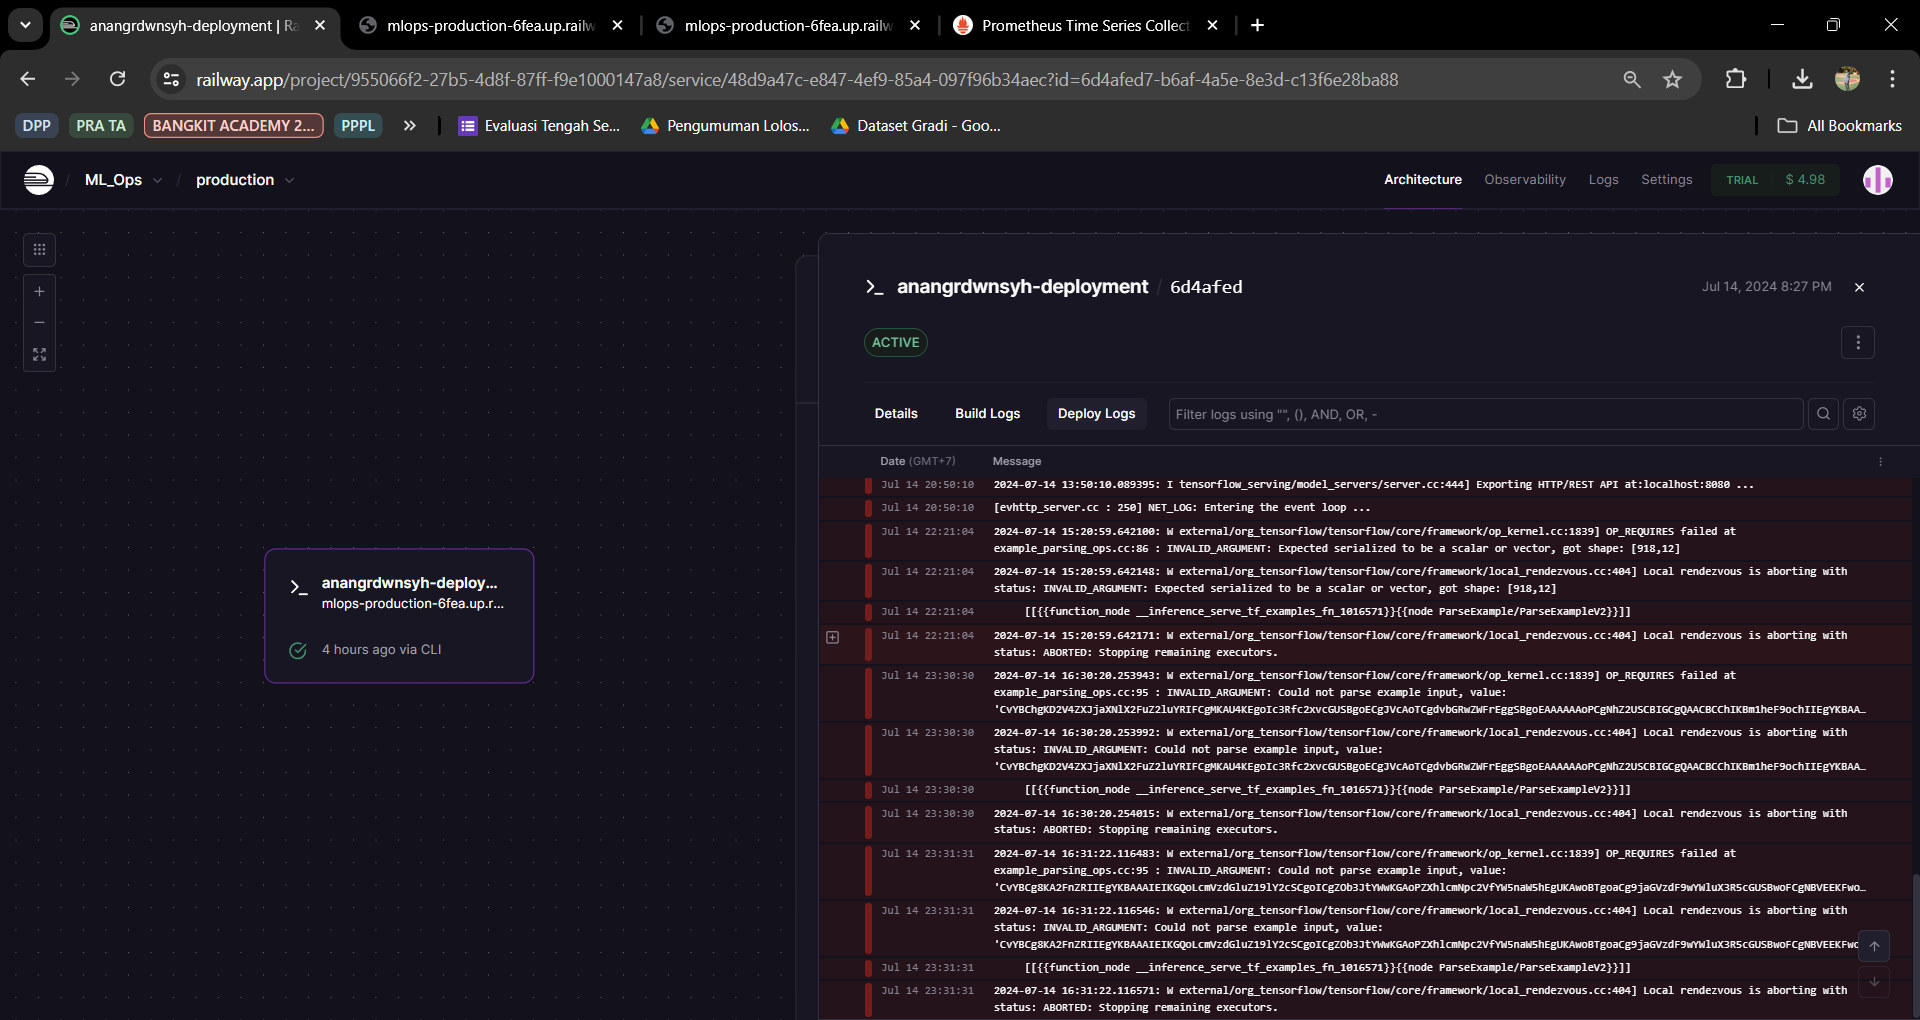 anangrdwnsyh-deployment | Ra
mlops-production-6fea.up.railw
mlops-production-6fea.up.railw
Prometheus Time Series Collect
railway.app/project/955066f2-27b5-4d8f-87ff-f9e1000147a8/service/48d9a47c-e847-4ef9-85a4-097f96b34aec?id=6d4afed7-b6af-4a5e-8e3d-c13f6e28ba88
DPP
PRA TA
BANGKIT ACADEMY 2...
PPPL
Evaluasi Tengah Se...
Pengumuman Lolos...
Dataset Gradi - Goo...
All Bookmarks
/ ML_Ops / production
Architecture
Observability
Logs
Settings
TRIAL $ 4.98
anangrdwnsyh-deploy...
mlops-production-6fea.up.r...
4 hours ago via CLI
anangrdwnsyh-deployment / 6d4afed
Jul 14, 2024 8:27 PM
ACTIVE
Details
Build Logs
Deploy Logs
Filter logs using "", (), AND, OR, -
Date (GMT+7) Message
Jul 14 20:50:10 2024-07-14 13:50:10.089395: I tensorflow_serving/model_servers/server.cc:444] Exporting HTTP/REST API at:localhost:8080 ...
Jul 14 20:50:10 [evhttp_server.cc : 250] NET_LOG: Entering the event loop ...
Jul 14 22:21:04 2024-07-14 15:20:59.642100: W external/org_tensorflow/tensorflow/core/framework/op_kernel.cc:1839] OP_REQUIRES failed at
example_parsing_ops.cc:86 : INVALID_ARGUMENT: Expected serialized to be a scalar or vector, got shape: [918,12]
Jul 14 22:21:04 2024-07-14 15:20:59.642148: W external/org_tensorflow/tensorflow/core/framework/local_rendezvous.cc:404] Local rendezvous is aborting with
status: INVALID_ARGUMENT: Expected serialized to be a scalar or vector, got shape: [918,12]
Jul 14 22:21:04 [[{{function_node __inference_serve_tf_examples_fn_1016571}}{{node ParseExample/ParseExampleV2}}]]
Jul 14 22:21:04 2024-07-14 15:20:59.642171: W external/org_tensorflow/tensorflow/core/framework/local_rendezvous.cc:404] Local rendezvous is aborting with
status: ABORTED: Stopping remaining executors.
Jul 14 23:30:30 2024-07-14 16:30:20.253943: W external/org_tensorflow/tensorflow/core/framework/op_kernel.cc:1839] OP_REQUIRES failed at
example_parsing_ops.cc:95 : INVALID_ARGUMENT: Could not parse example input, value:
Jul 14 23:30:30 2024-07-14 16:30:20.253992: W external/org_tensorflow/tensorflow/core/framework/local_rendezvous.cc:404] Local rendezvous is aborting with
status: INVALID_ARGUMENT: Could not parse example input, value:
Jul 14 23:30:30 [[{{function_node __inference_serve_tf_examples_fn_1016571}}{{node ParseExample/ParseExampleV2}}]]
Jul 14 23:30:30 2024-07-14 16:30:20.254015: W external/org_tensorflow/tensorflow/core/framework/local_rendezvous.cc:404] Local rendezvous is aborting with
status: ABORTED: Stopping remaining executors.
Jul 14 23:31:31 2024-07-14 16:31:22.116483: W external/org_tensorflow/tensorflow/core/framework/op_kernel.cc:1839] OP_REQUIRES failed at
example_parsing_ops.cc:95 : INVALID_ARGUMENT: Could not parse example input, value:
Jul 14 23:31:31 2024-07-14 16:31:22.116546: W external/org_tensorflow/tensorflow/core/framework/local_rendezvous.cc:404] Local rendezvous is aborting with
status: INVALID_ARGUMENT: Could not parse example input, value:
Jul 14 23:31:31 [[{{function_node __inference_serve_tf_examples_fn_1016571}}{{node ParseExample/ParseExampleV2}}]]
Jul 14 23:31:31 2024-07-14 16:31:22.116571: W external/org_tensorflow/tensorflow/core/framework/local_rendezvous.cc:404] Local rendezvous is aborting with
status: ABORTED: Stopping remaining executors.